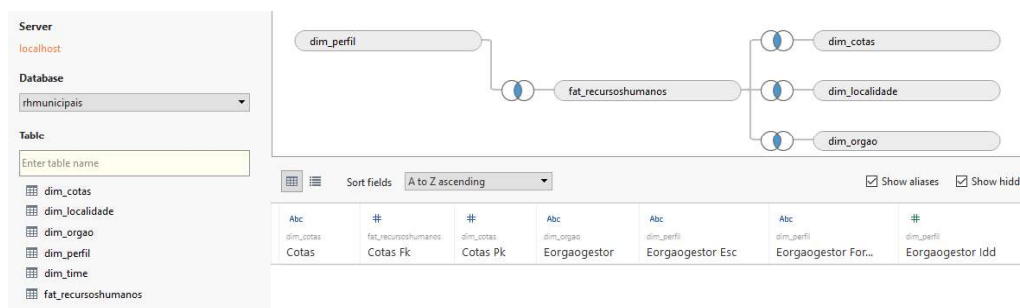 Server
localhost
Database
rhmunicipais
Table
Enter table name
dim_cotas
dim_localidade
dim_orgao
dim_perfil
dim_time
fat_recursoshumanos
dim_perfil
fat_recursoshumanos
dim_cotas
dim_localidade
dim_orgao
Sort fields A to Z ascending
Show aliases Show hidd
Abc # # Abc Abc Abc #
dim_cotas fat_recursoshumanos dim_cotas dim_orgao dim_perfil dim_perfil dim_perfil
Cotas Cotas Fk Cotas Pk Eorgaogestor Eorgaogestor Esc Eorgaogestor For... Eorgaogestor Idd